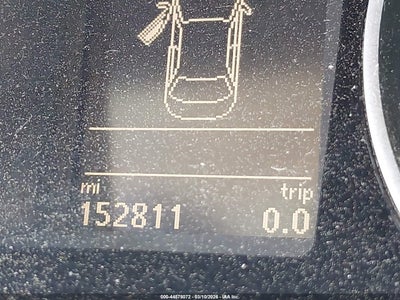 mi trip
152811 0.0
000-44879072 - 03/10/2026 - IAA Inc.